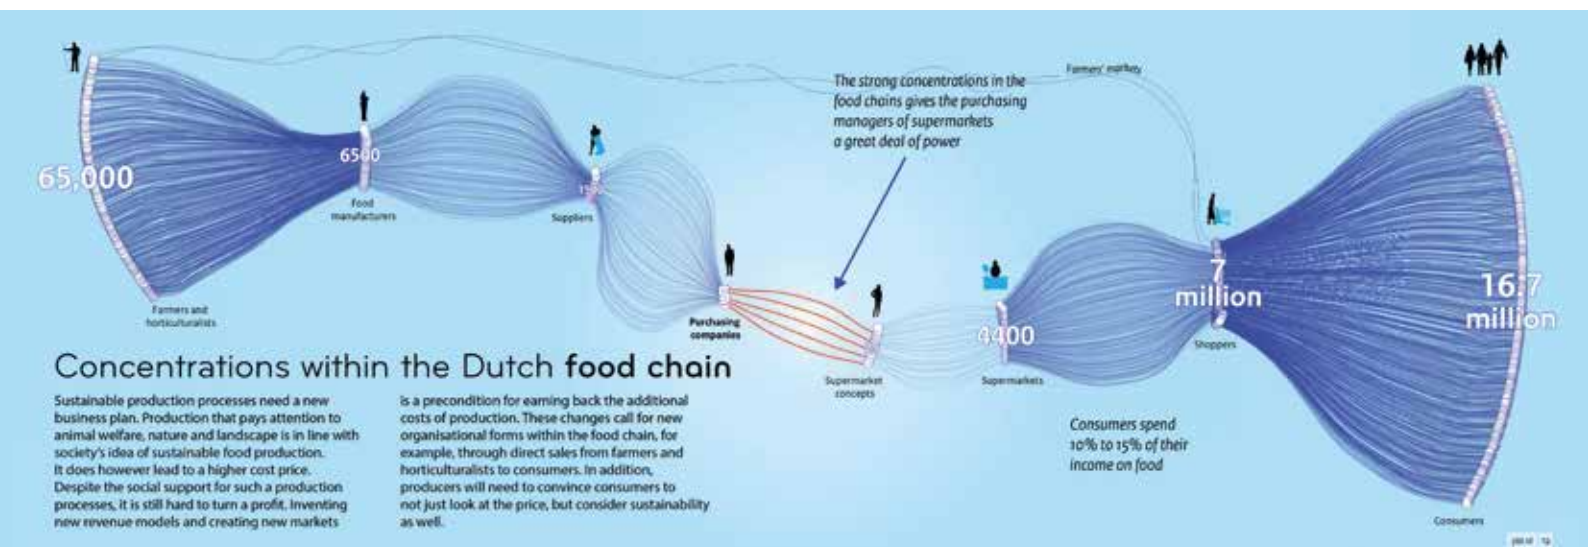 65,000
Farmers and
horticulturalists
6500
Food
manufacturers
Suppliers
Purchasing
companies
The strong concentrations in the
food chains gives the purchasing
managers of supermarkets
a great deal of power
Supermarket
concepts
4400
Supermarkets
Farmers' market
7
million
Shoppers
16.7
million
Consumers
Consumers spend
10% to 15% of their
income on food
Concentrations within the Dutch food chain
Sustainable production processes need a new
business plan. Production that pays attention to
animal welfare, nature and landscape is in line with
society's idea of sustainable food production.
It does however lead to a higher cost price.
Despite the social support for such a production
processes, it is still hard to turn a profit. Inventing
new revenue models and creating new markets
is a precondition for earning back the additional
costs of production. These changes call for new
organisational forms within the food chain, for
example, through direct sales from farmers and
horticulturalists to consumers. In addition,
producers will need to convince consumers to
not just look at the price, but consider sustainability
as well.